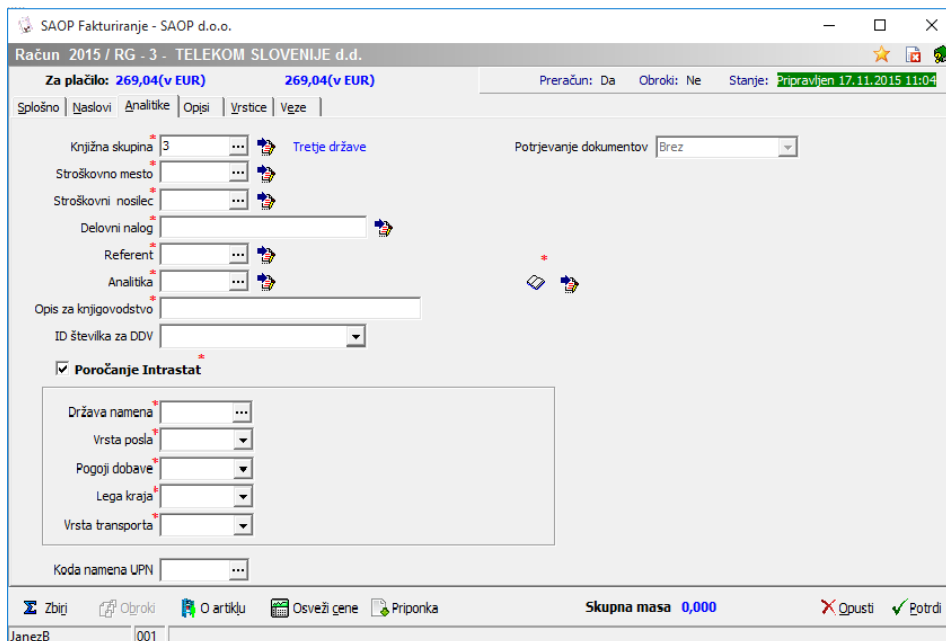 SAOP Fakturiranje - SAOP d.o.o.
Račun 2015 / RG - 3 - TELEKOM SLOVENIJE d.d.
Za plačilo: 269,04(v EUR) 269,04(v EUR) Preračun: Da Obroki: Ne Stanje: Pripravljen 17.11.2015 11:04
Splošno Naslovi Analitike Opisi Vrstice Veze
Knjižna skupina * 3 ... Tretje države Potrjevanje dokumentov Brez
Stroškovno mesto * ...
Stroškovni nosilec * ...
Delovni nalog *
Referent * ... *
Analitika * ...
Opis za knjigovodstvo *
ID številka za DDV
Poročanje Intrastat *
Država namena * ...
Vrsta posla *
Pogoji dobave *
Lega kraja *
Vrsta transporta *
Koda namena UPN ...
Σ Zbiri Obroki O artiklu Osveži cene Priponka Skupna masa 0,000 Opusti Potrdi
JanezB 001